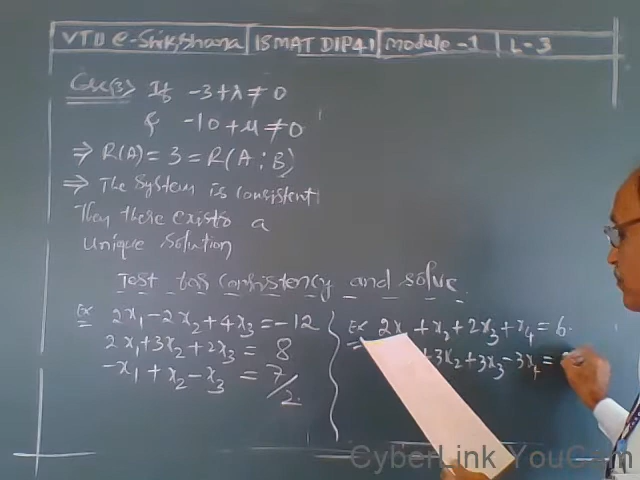 VTU e-Shikshana | 18MAT DIP41 | Module-1 | L-3
Case(3) If -3+λ≠0
& -10+μ≠0
⇒ R(A)=3=R(A:B)
⇒ The System is consistent
Then there exists a
unique solution
Test for consistency and solve
Ex 2x₁-2x₂+4x₃=-12
2x₁+3x₂+2x₃=8
-x₁+x₂-x₃=7/2.
Ex 2x₁+x₂+2x₃+x₄=6.
+3x₂+3x₃-3x₄=
CyberLink YouCam